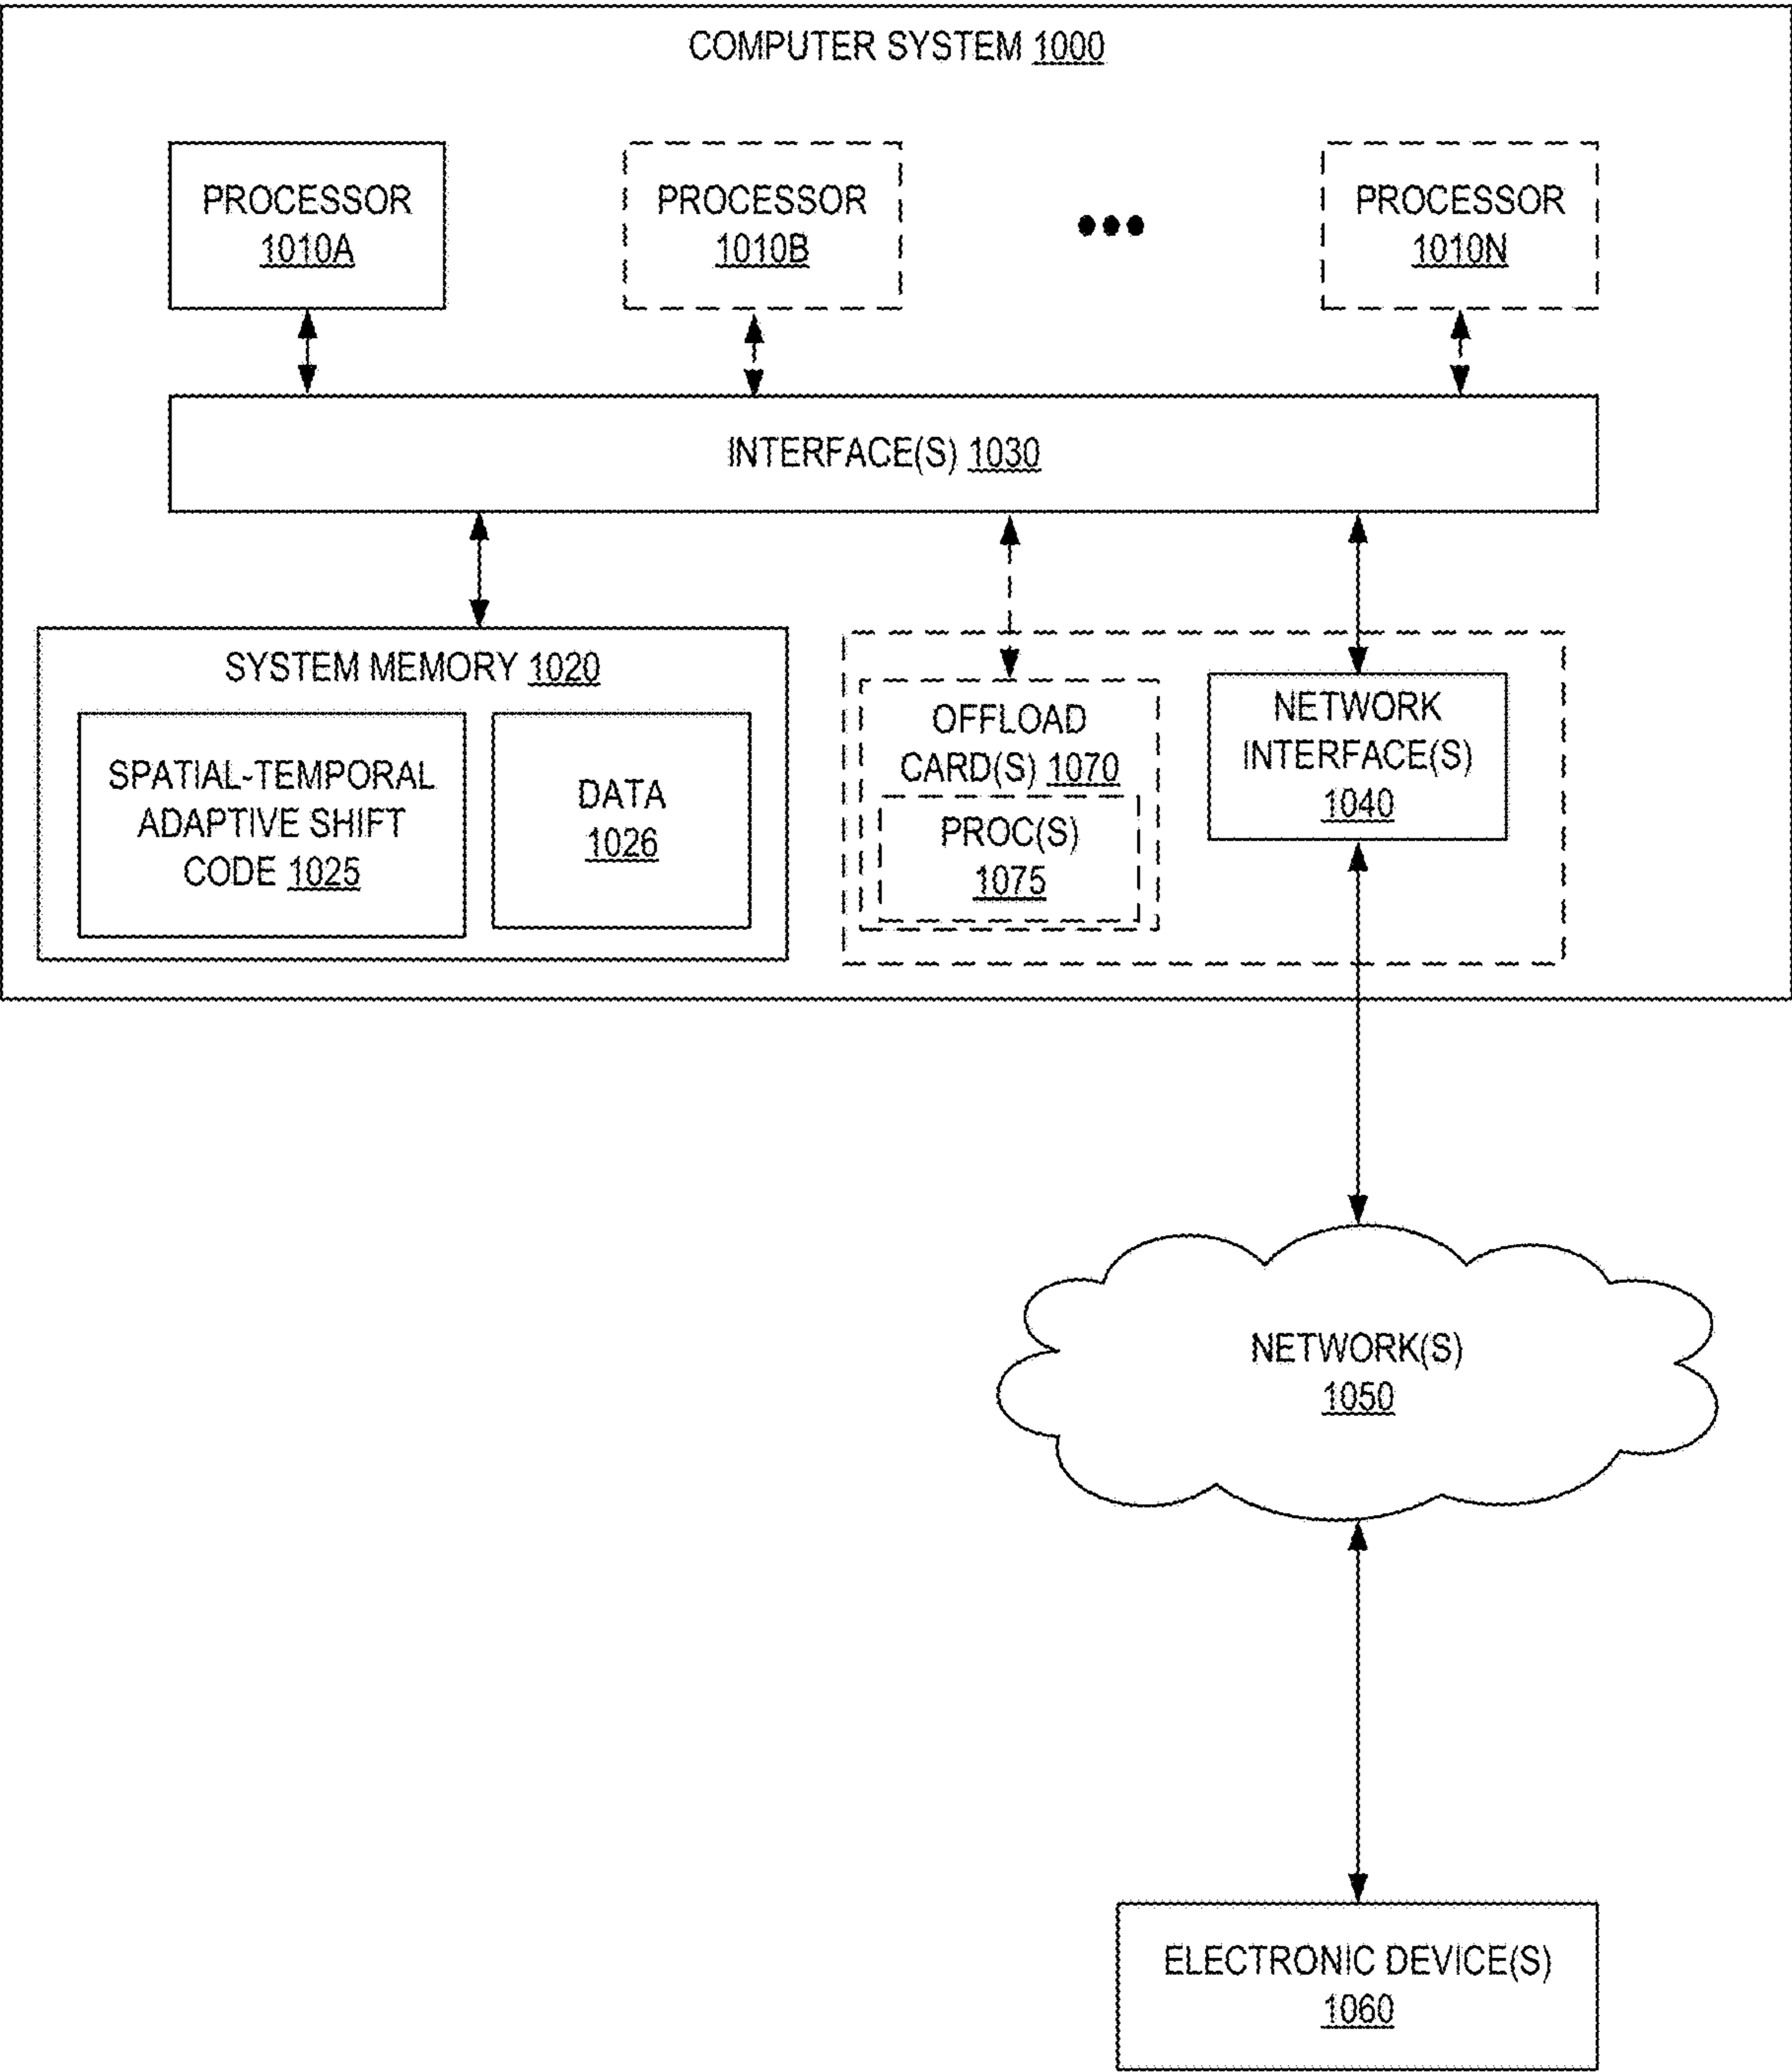 COMPUTER SYSTEM 1000
PROCESSOR
1010A
PROCESSOR
1010B
PROCESSOR
1010N
INTERFACE(S) 1030
SYSTEM MEMORY 1020
SPATIAL-TEMPORAL
ADAPTIVE SHIFT
CODE 1025
DATA
1026
OFFLOAD
CARD(S) 1070
PROC(S)
1075
NETWORK
INTERFACE(S)
1040
NETWORK(S)
1050
ELECTRONIC DEVICE(S)
1060